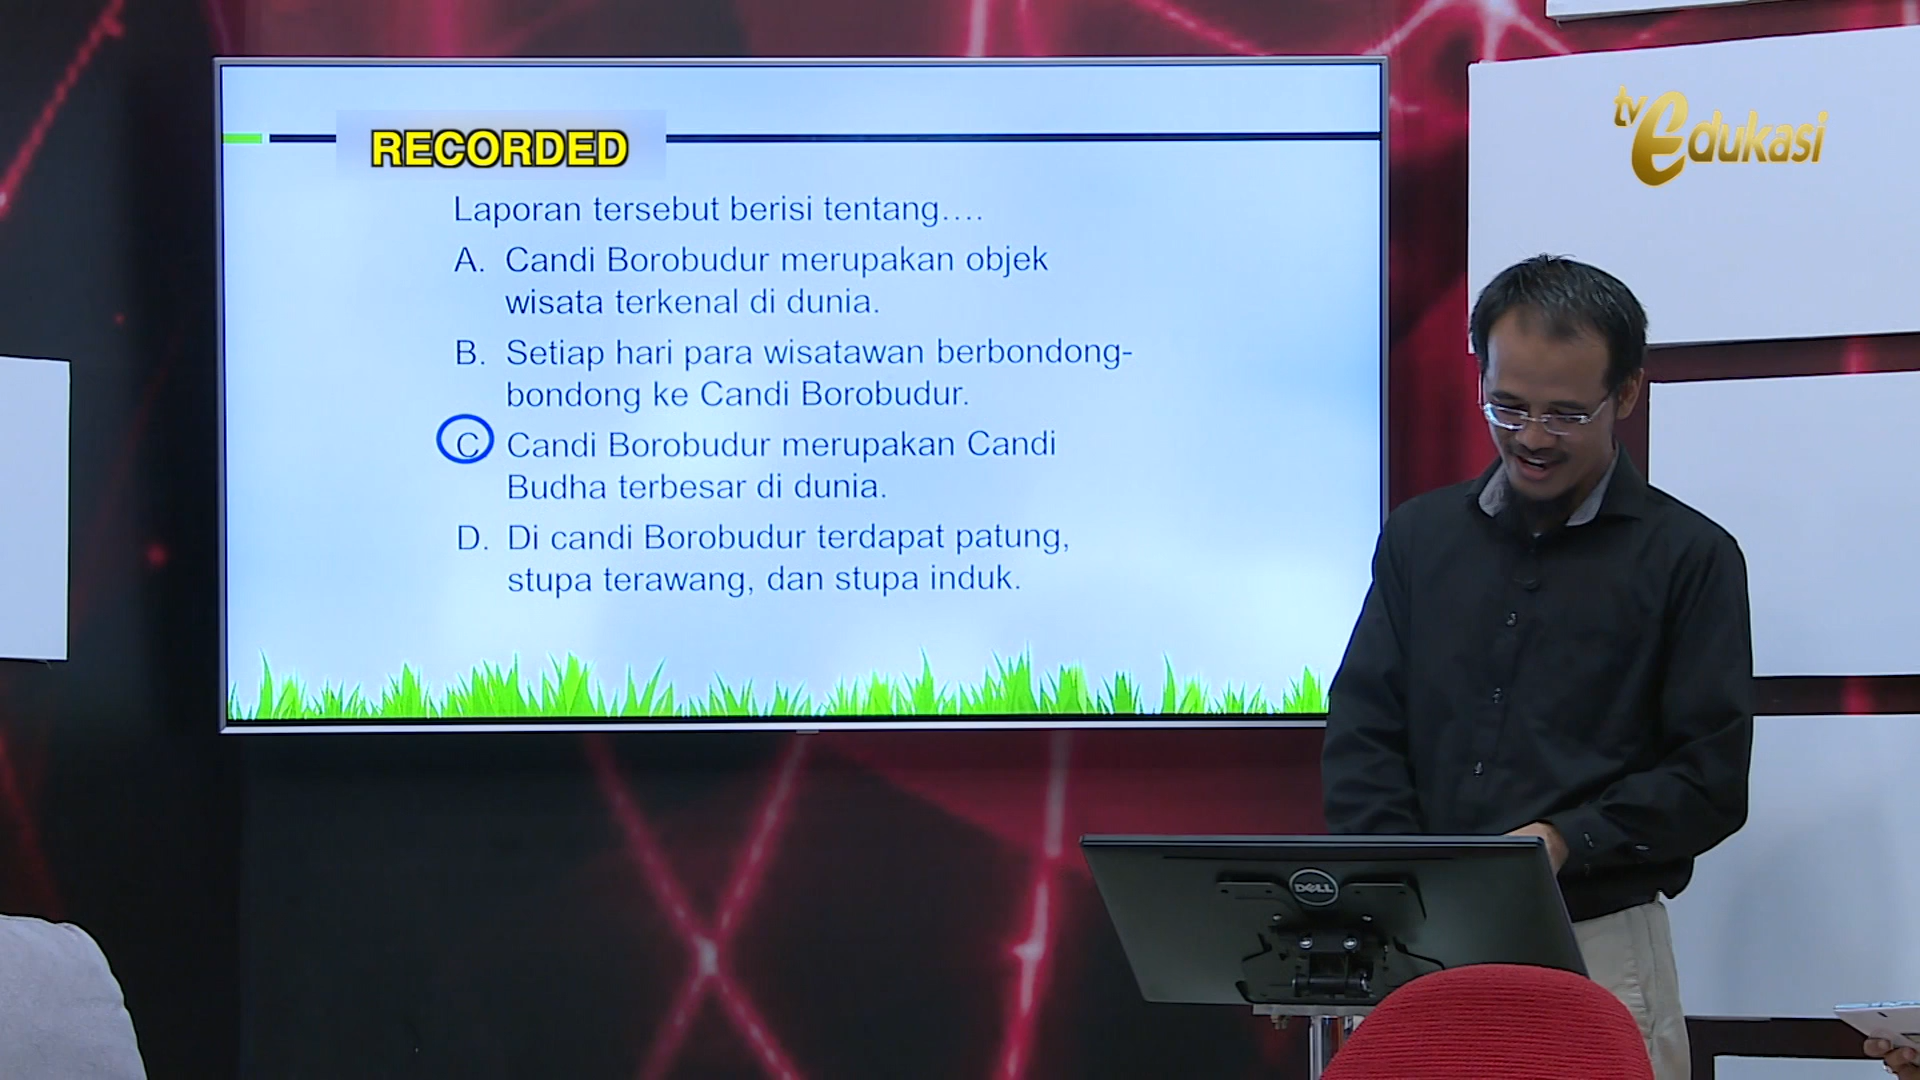 RECORDED
tv Edukasi
Laporan tersebut berisi tentang....
A. Candi Borobudur merupakan objek
wisata terkenal di dunia.
B. Setiap hari para wisatawan berbondong-
bondong ke Candi Borobudur.
C Candi Borobudur merupakan Candi
Budha terbesar di dunia.
D. Di candi Borobudur terdapat patung,
stupa terawang, dan stupa induk.
DELL